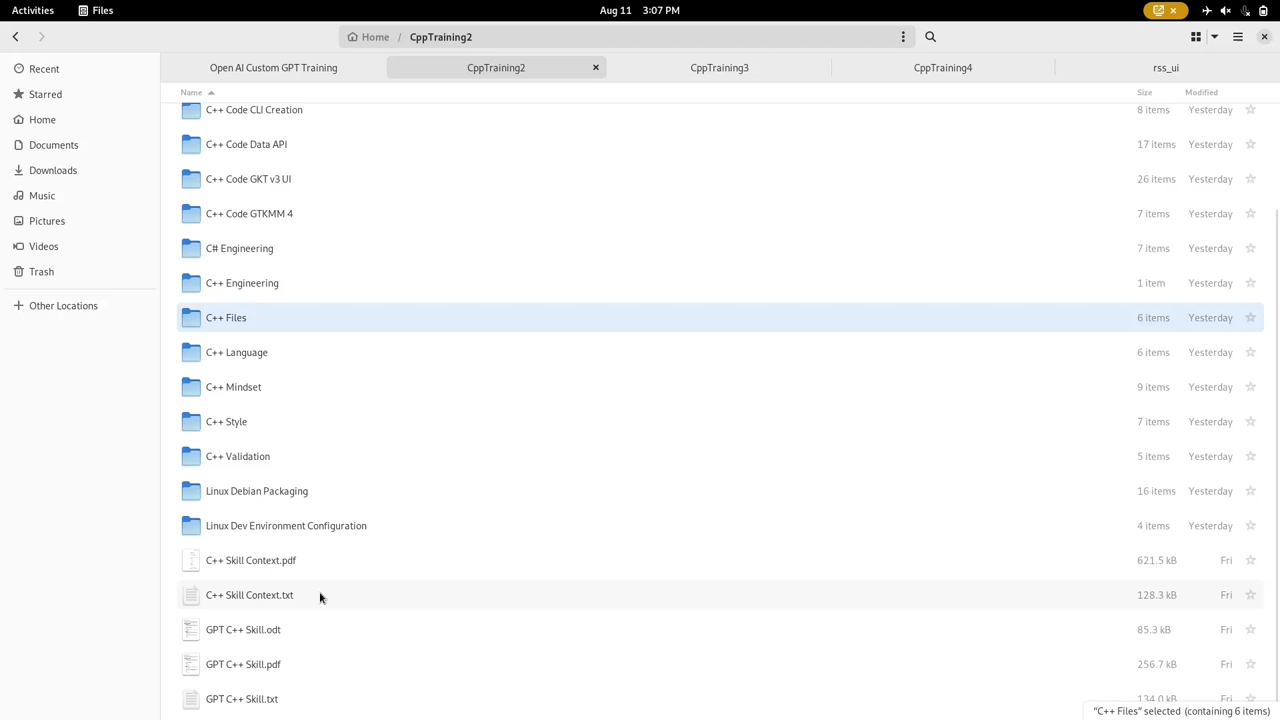 Activities Files Aug 11 3:07 PM
Home / CppTraining2
Open AI Custom GPT Training CppTraining2 CppTraining3 CppTraining4 rss_ui
Name Size Modified
Recent
Starred
Home
Documents
Downloads
Music
Pictures
Videos
Trash
Other Locations
C++ Code CLI Creation 8 items Yesterday
C++ Code Data API 17 items Yesterday
C++ Code GKT v3 UI 26 items Yesterday
C++ Code GTKMM 4 7 items Yesterday
C# Engineering 7 items Yesterday
C++ Engineering 1 item Yesterday
C++ Files 6 items Yesterday
C++ Language 6 items Yesterday
C++ Mindset 9 items Yesterday
C++ Style 7 items Yesterday
C++ Validation 5 items Yesterday
Linux Debian Packaging 16 items Yesterday
Linux Dev Environment Configuration 4 items Yesterday
C++ Skill Context.pdf 621.5 kB Fri
C++ Skill Context.txt 128.3 kB Fri
GPT C++ Skill.odt 85.3 kB Fri
GPT C++ Skill.pdf 256.7 kB Fri
GPT C++ Skill.txt 134.0 kB Fri
"C++ Files" selected (containing 6 items)